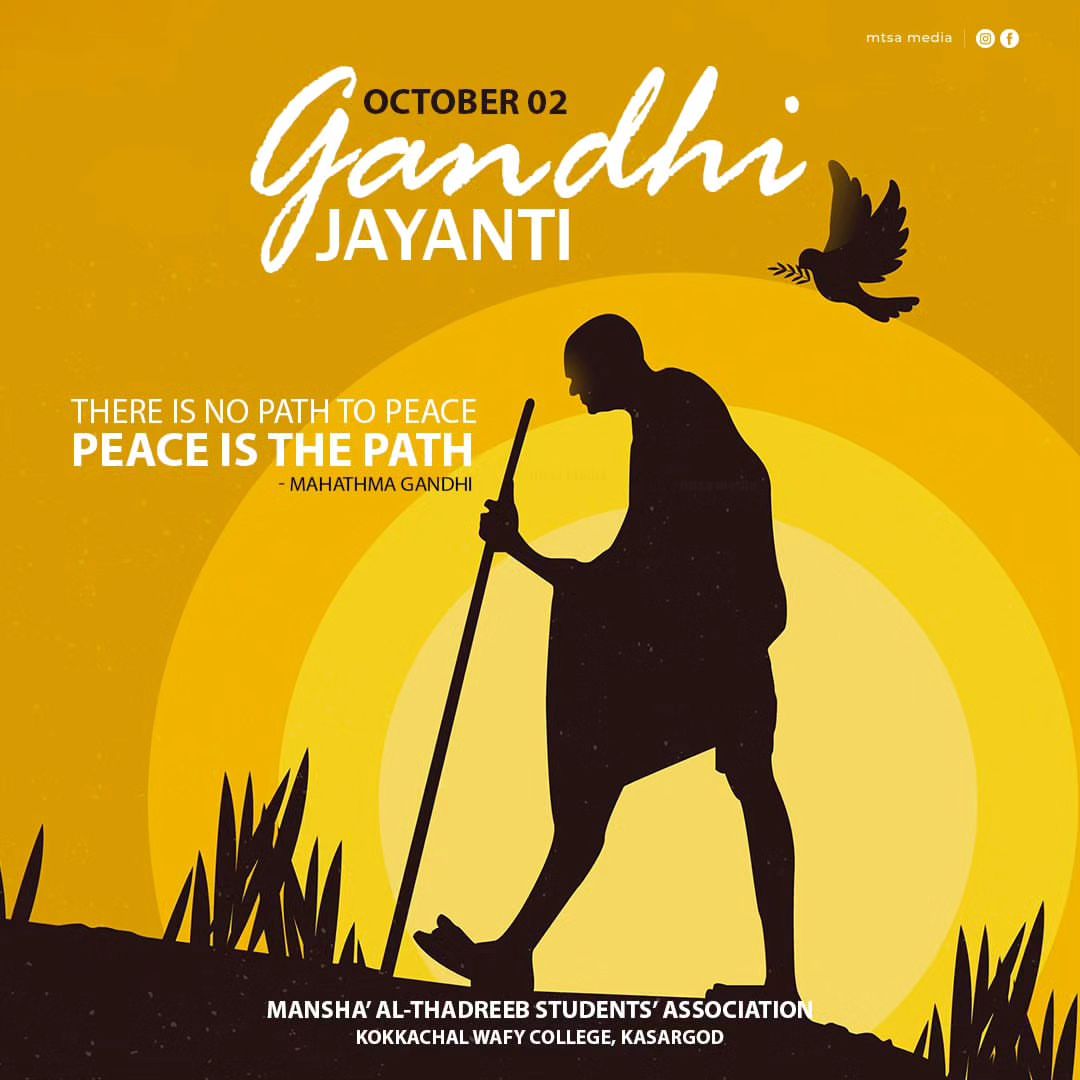 mtsa media
OCTOBER 02
Gandhi
JAYANTI
THERE IS NO PATH TO PEACE
PEACE IS THE PATH
- MAHATHMA GANDHI
MANSHA' AL-THADREEB STUDENTS' ASSOCIATION
KOKKACHAL WAFY COLLEGE, KASARGOD